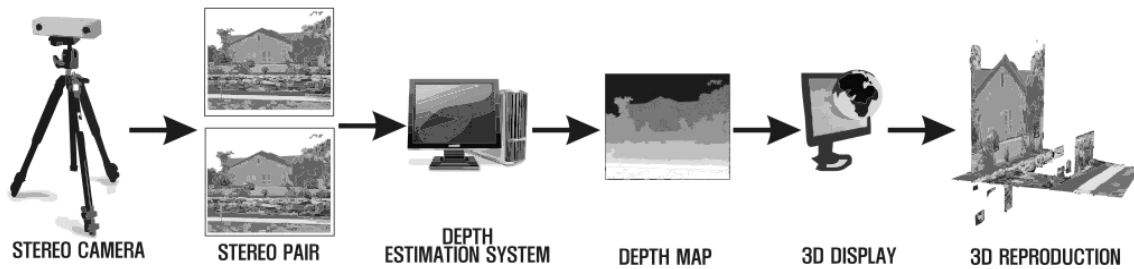 STEREO CAMERA
STEREO PAIR
DEPTH
ESTIMATION SYSTEM
DEPTH MAP
3D DISPLAY
3D REPRODUCTION